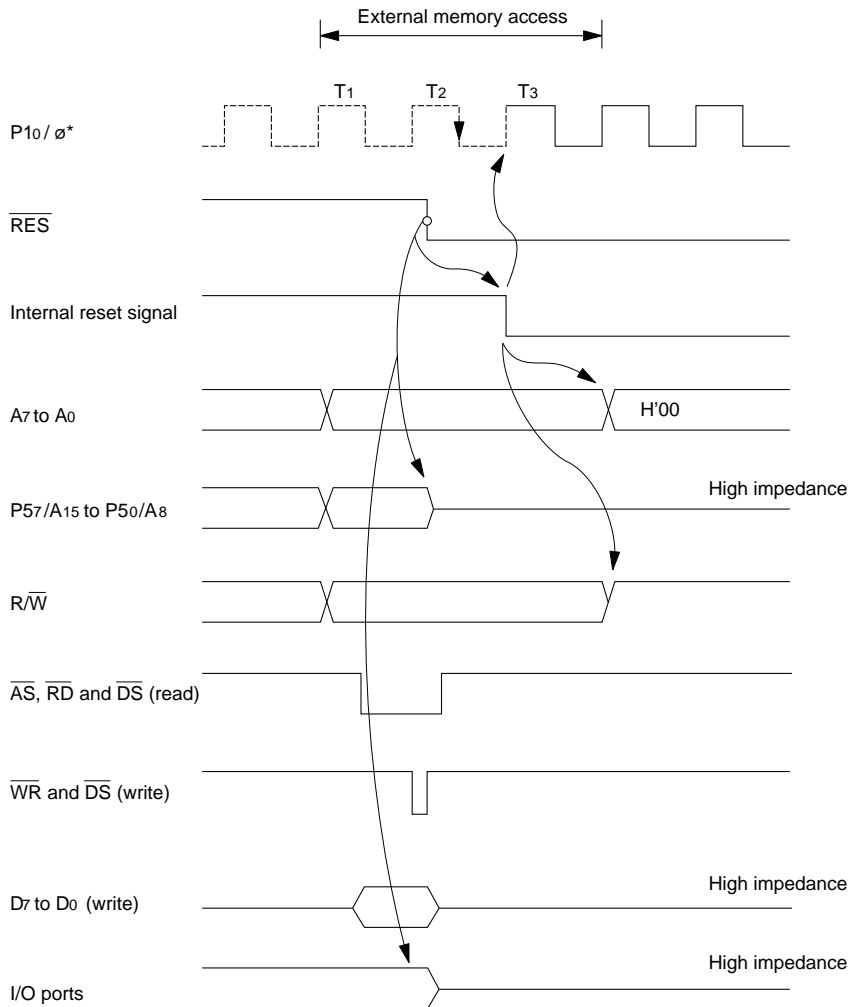 External memory access
T1 T2 T3
P10 / ø*
RES
Internal reset signal
A7 to A0
H'00
P57/A15 to P50/A8
High impedance
R/W
AS, RD and DS (read)
WR and DS (write)
High impedance
D7 to D0 (write)
High impedance
I/O ports